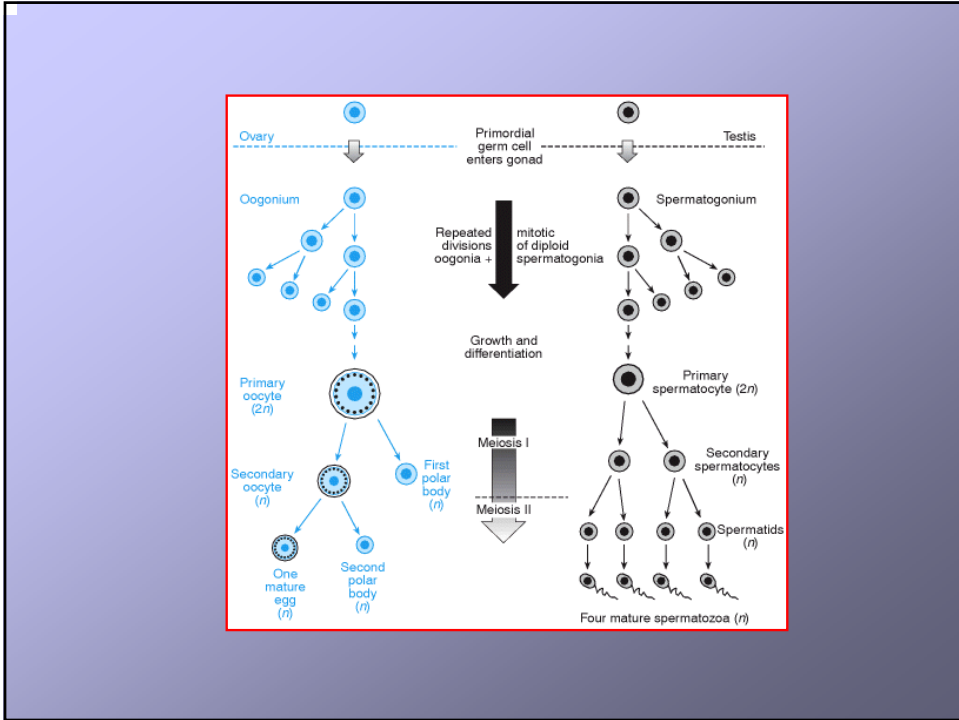 Ovary
Primordial
germ cell
enters gonad
Testis
Oogonium
Spermatogonium
Repeated mitotic
divisions of diploid
oogonia + spermatogonia
Growth and
differentiation
Primary
oocyte
(2n)
Primary
spermatocyte (2n)
Meiosis I
First
polar
body
(n)
Secondary
oocyte
(n)
Secondary
spermatocytes
(n)
Meiosis II
Spermatids
(n)
One
mature
egg
(n)
Second
polar
body
(n)
Four mature spermatozoa (n)